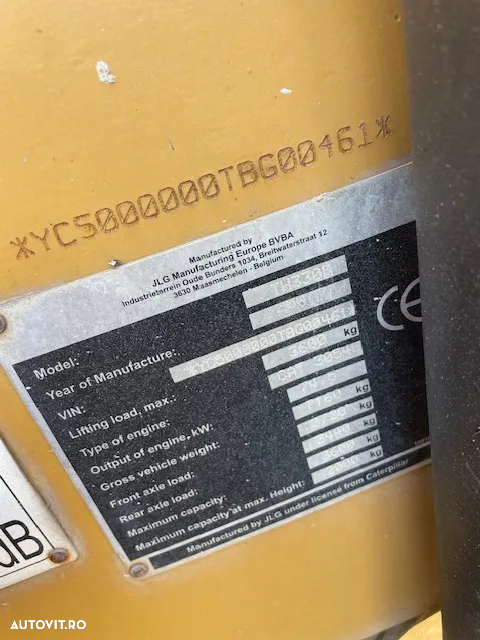 *YC5000000TBG00461*
Manufactured by
JLG Manufacturing Europe BVBA
Industrieterrein Oude Bunders 1034, Breitwaterstraat 12
3630 Maasmechelen - Belgium
CE
Model: TH330B
Year of Manufacture:
VIN: *YC5000000TBG00461*
Lifting load, max.: kg
Type of engine: CAT 3054
Output of engine, kW:
Gross vehicle weight: kg
Front axle load:
Rear axle load: kg
Maximum capacity: kg
Maximum capacity at max. Height: kg
Manufactured by JLG under license from Caterpillar
AUTOVIT.RO